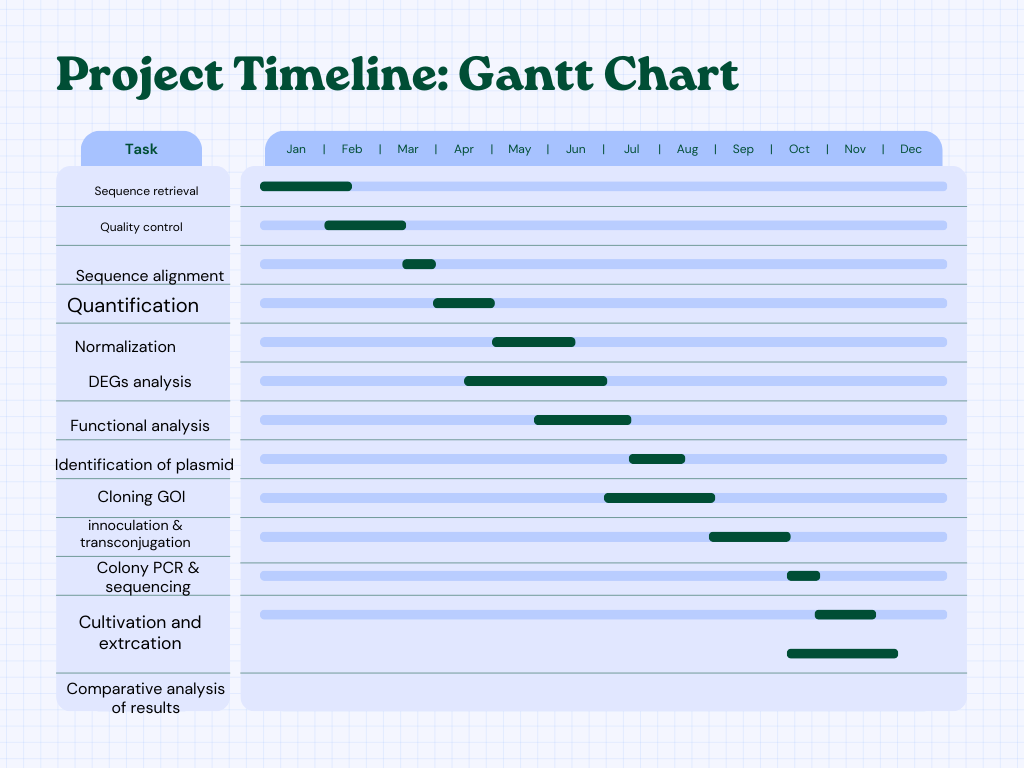 Project Timeline: Gantt Chart
Task
Jan | Feb | Mar | Apr | May | Jun | Jul | Aug | Sep | Oct | Nov | Dec
Sequence retrieval
Quality control
Sequence alignment
Quantification
Normalization
DEGs analysis
Functional analysis
Identification of plasmid
Cloning GOI
innoculation &
transconjugation
Colony PCR &
sequencing
Cultivation and
extrcation
Comparative analysis
of results